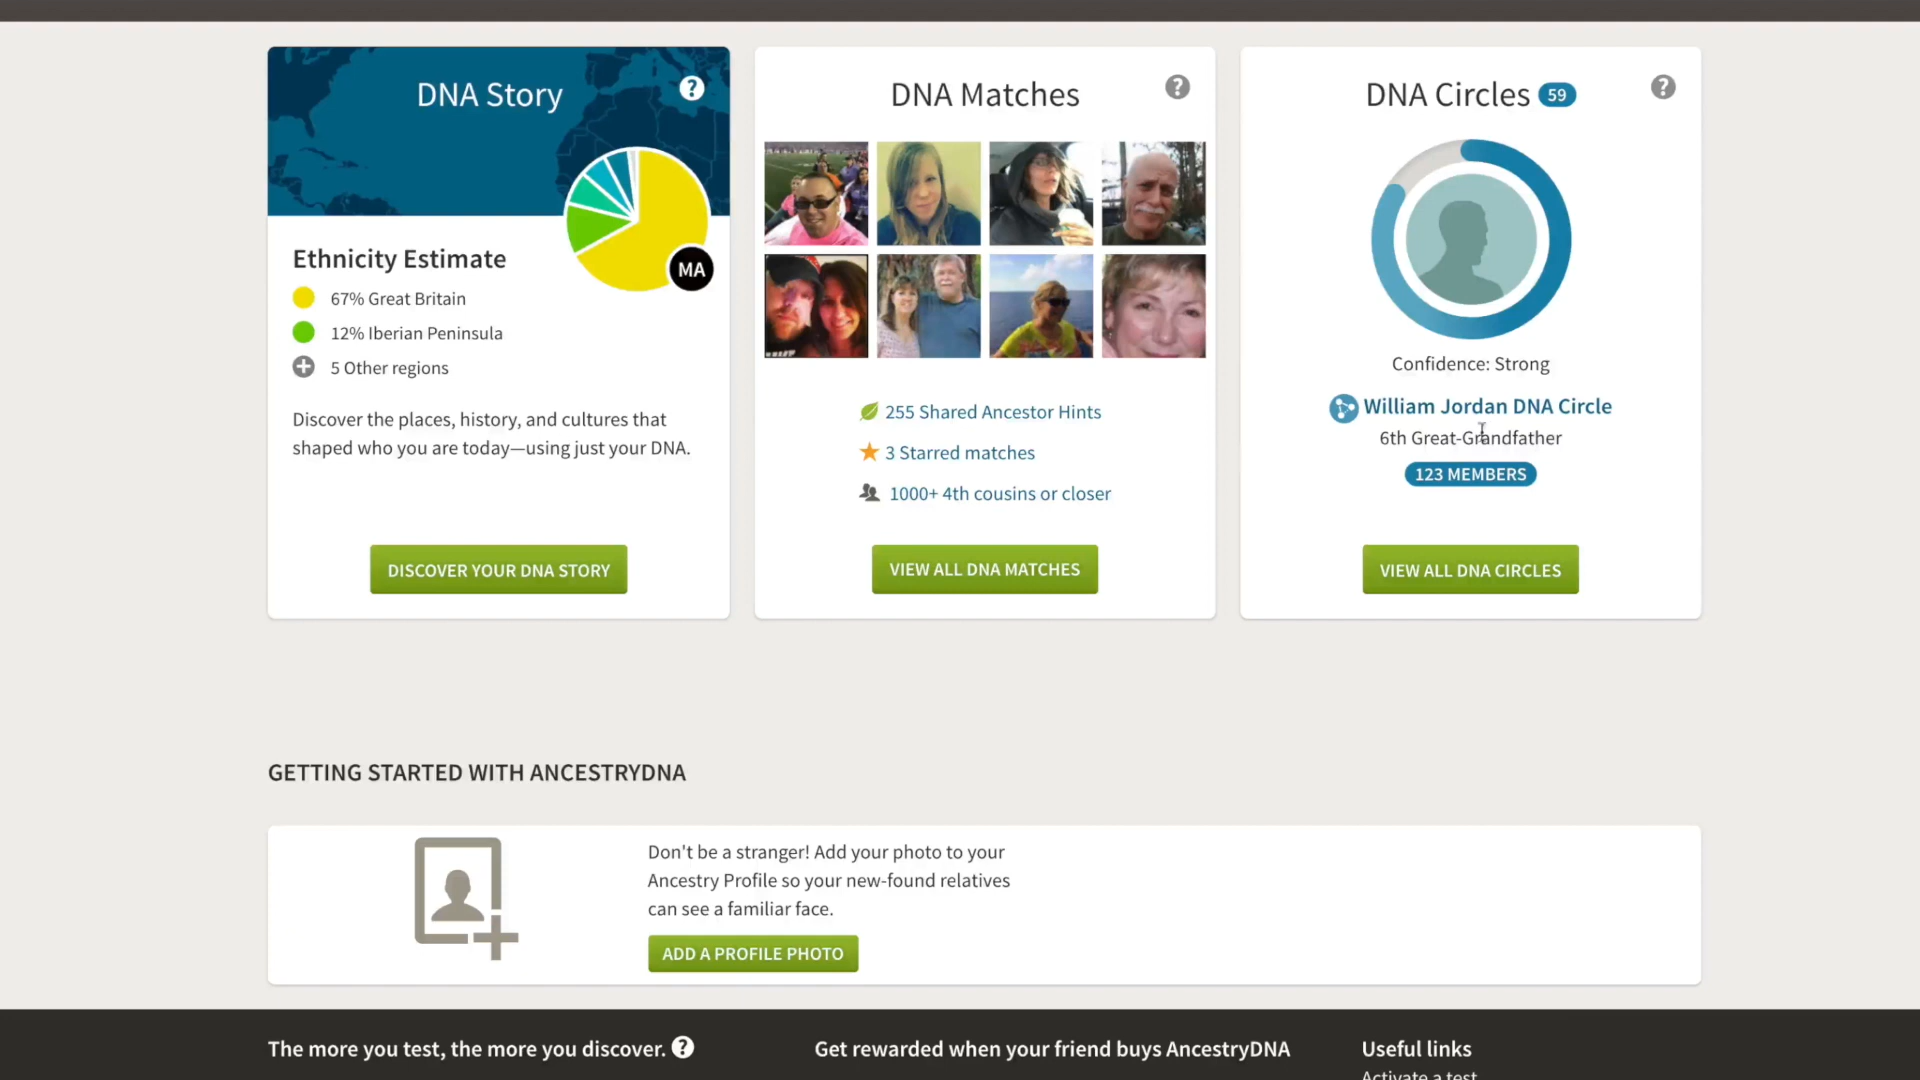 DNA Story
?
MA
Ethnicity Estimate
67% Great Britain
12% Iberian Peninsula
5 Other regions
Discover the places, history, and cultures that
shaped who you are today—using just your DNA.
DISCOVER YOUR DNA STORY
DNA Matches
?
255 Shared Ancestor Hints
3 Starred matches
1000+ 4th cousins or closer
VIEW ALL DNA MATCHES
DNA Circles 59
?
Confidence: Strong
William Jordan DNA Circle
6th Great-Grandfather
123 MEMBERS
VIEW ALL DNA CIRCLES
GETTING STARTED WITH ANCESTRYDNA
Don't be a stranger! Add your photo to your
Ancestry Profile so your new-found relatives
can see a familiar face.
ADD A PROFILE PHOTO
The more you test, the more you discover. ?
Get rewarded when your friend buys AncestryDNA
Useful links
Activate a test